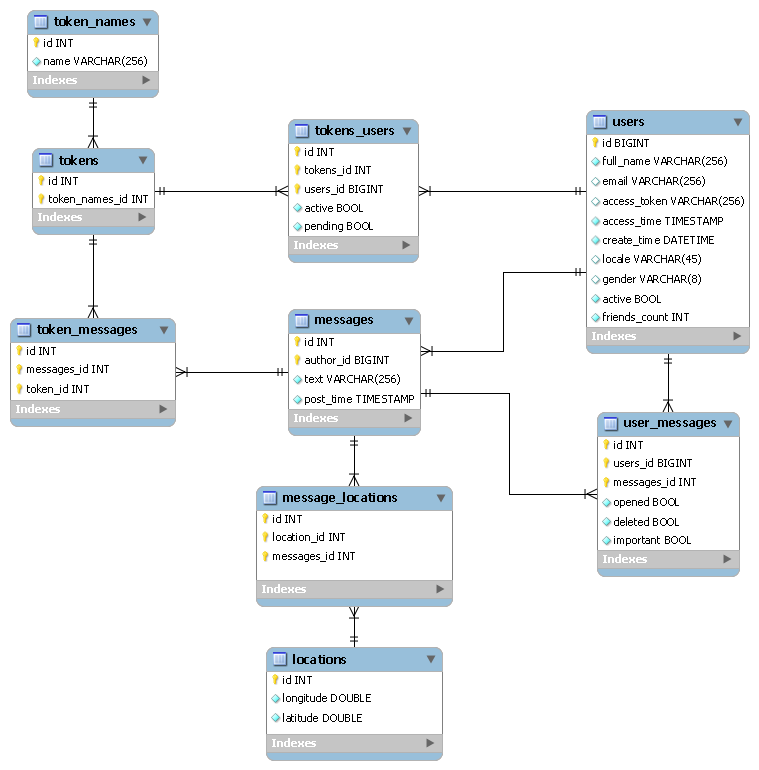 token_names
id INT
name VARCHAR(256)
Indexes
tokens
id INT
token_names_id INT
Indexes
tokens_users
id INT
tokens_id INT
users_id BIGINT
active BOOL
pending BOOL
Indexes
users
id BIGINT
full_name VARCHAR(256)
email VARCHAR(256)
access_token VARCHAR(256)
access_time TIMESTAMP
create_time DATETIME
locale VARCHAR(45)
gender VARCHAR(8)
active BOOL
friends_count INT
Indexes
token_messages
id INT
messages_id INT
token_id INT
Indexes
messages
id INT
author_id BIGINT
text VARCHAR(256)
post_time TIMESTAMP
Indexes
user_messages
id INT
users_id BIGINT
messages_id INT
opened BOOL
deleted BOOL
important BOOL
Indexes
message_locations
id INT
location_id INT
messages_id INT
Indexes
locations
id INT
longitude DOUBLE
latitude DOUBLE
Indexes